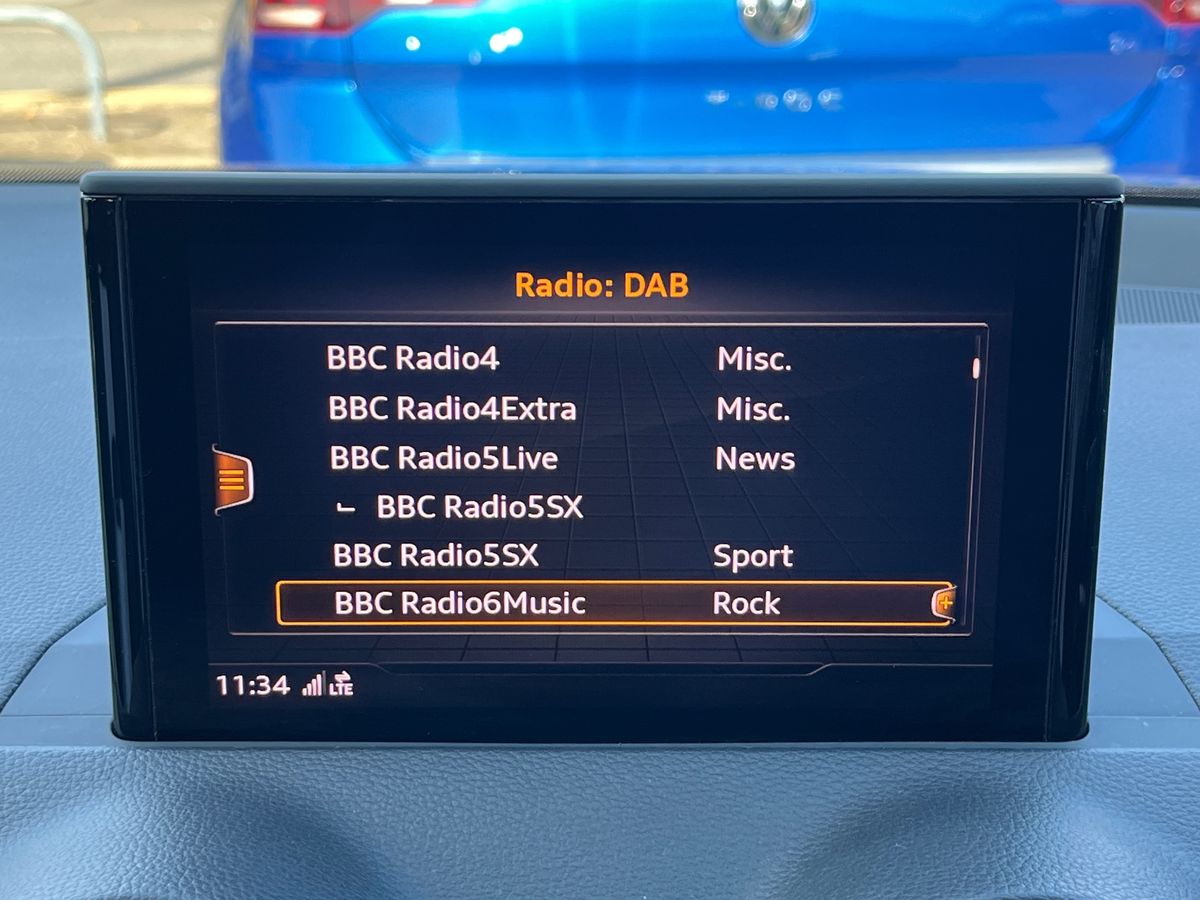 Radio: DAB
BBC Radio4 Misc.
BBC Radio4Extra Misc.
BBC Radio5Live News
BBC Radio5SX
BBC Radio5SX Sport
BBC Radio6Music Rock
11:34 LTE